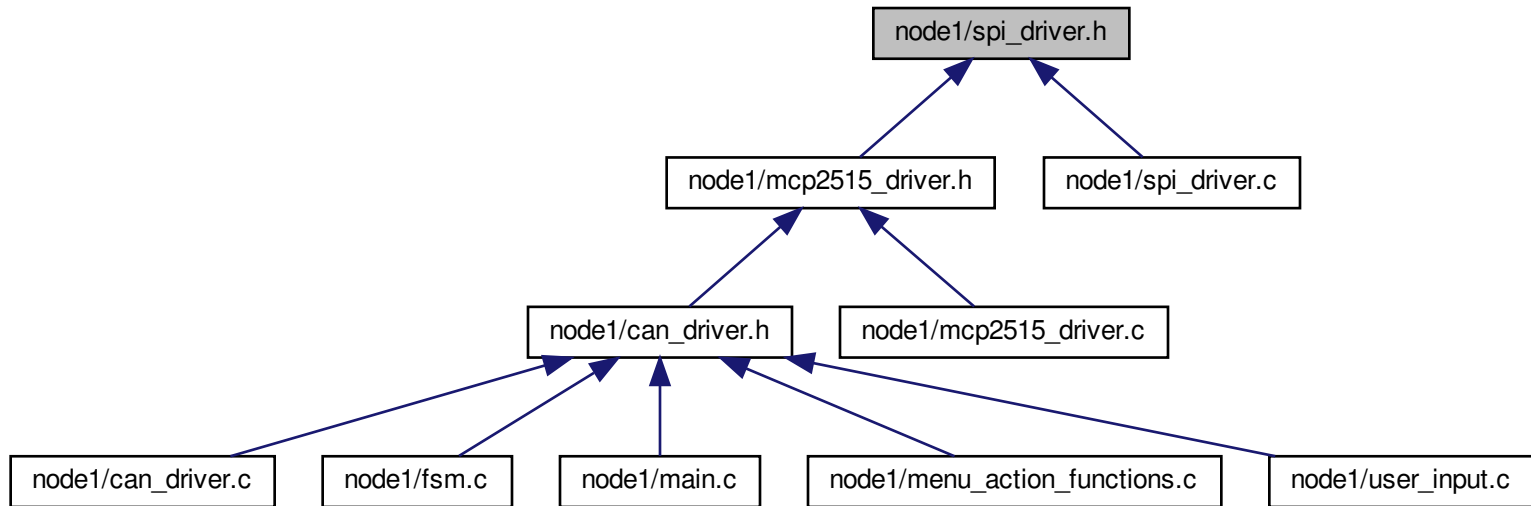 node1/spi_driver.h
node1/mcp2515_driver.h
node1/spi_driver.c
node1/can_driver.h
node1/mcp2515_driver.c
node1/can_driver.c
node1/fsm.c
node1/main.c
node1/menu_action_functions.c
node1/user_input.c